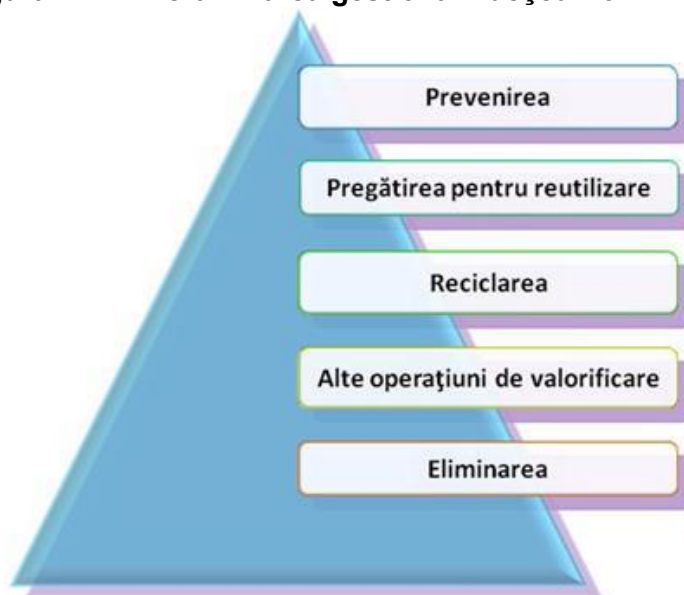 Prevenirea
Pregătirea pentru reutilizare
Reciclarea
Alte operaţiuni de valorificare
Eliminarea